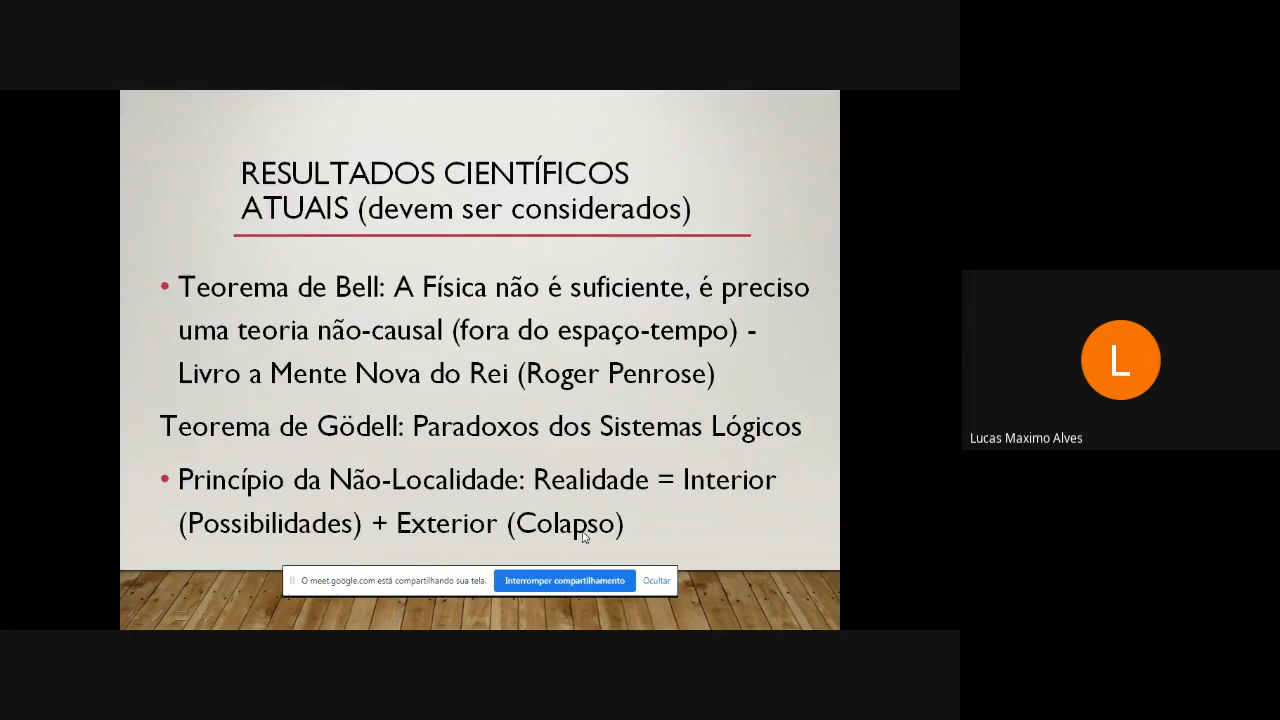 RESULTADOS CIENTÍFICOS
ATUAIS (devem ser considerados)
• Teorema de Bell: A Física não é suficiente, é preciso
uma teoria não-causal (fora do espaço-tempo) -
Livro a Mente Nova do Rei (Roger Penrose)
Teorema de Gödell: Paradoxos dos Sistemas Lógicos
• Princípio da Não-Localidade: Realidade = Interior
(Possibilidades) + Exterior (Colapso)
O meet.google.com está compartilhando sua tela. Interromper compartilhamento Ocultar
L
Lucas Maximo Alves